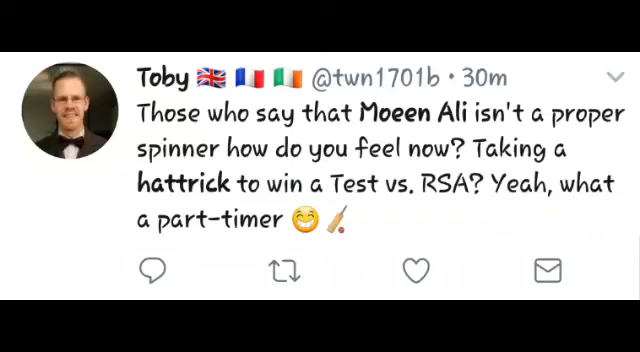 Toby 🇬🇧 🇫🇷 🇮🇪 @twn1701b • 30m
Those who say that Moeen Ali isn't a proper
spinner how do you feel now? Taking a
hattrick to win a Test vs. RSA? Yeah, what
a part-timer 😁 🏏